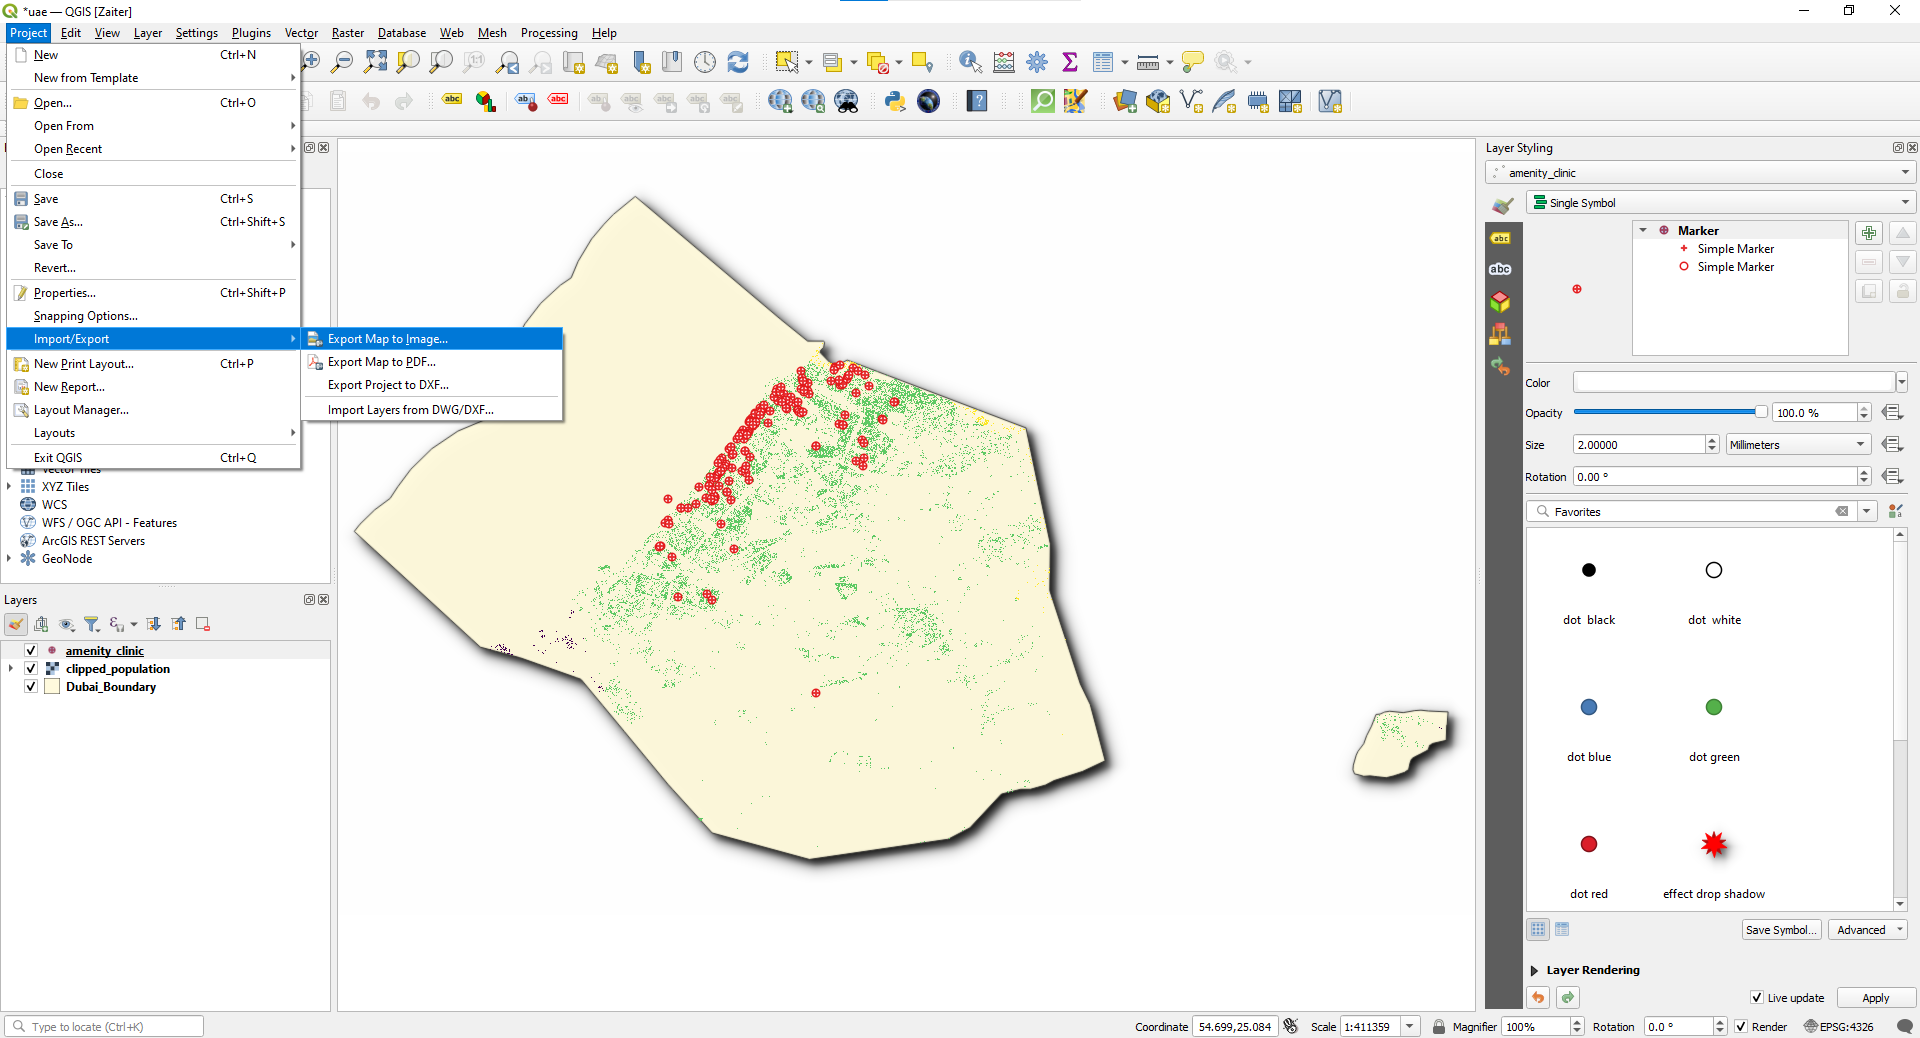 *uae — QGIS [Zaiter]
Project Edit View Layer Settings Plugins Vector Raster Database Web Mesh Processing Help
New Ctrl+N
New from Template
Open... Ctrl+O
Open From
Open Recent
Close
Save Ctrl+S
Save As... Ctrl+Shift+S
Save To
Revert...
Properties... Ctrl+Shift+P
Snapping Options...
Import/Export
New Print Layout... Ctrl+P
New Report...
Layout Manager...
Layouts
Exit QGIS Ctrl+Q
Export Map to Image...
Export Map to PDF...
Export Project to DXF...
Import Layers from DWG/DXF...
Vector Tiles
XYZ Tiles
WCS
WFS / OGC API - Features
ArcGIS REST Servers
GeoNode
Layers
amenity_clinic
clipped_population
Dubai_Boundary
Layer Styling
amenity_clinic
Single Symbol
Marker
Simple Marker
Simple Marker
Color
Opacity 100.0 %
Size 2.00000 Millimeters
Rotation 0.00 °
Favorites
dot black
dot white
dot blue
dot green
dot red
effect drop shadow
Save Symbol... Advanced
Layer Rendering
Live update Apply
Type to locate (Ctrl+K)
Coordinate 54.699,25.084 Scale 1:411359 Magnifier 100% Rotation 0.0 ° Render EPSG:4326